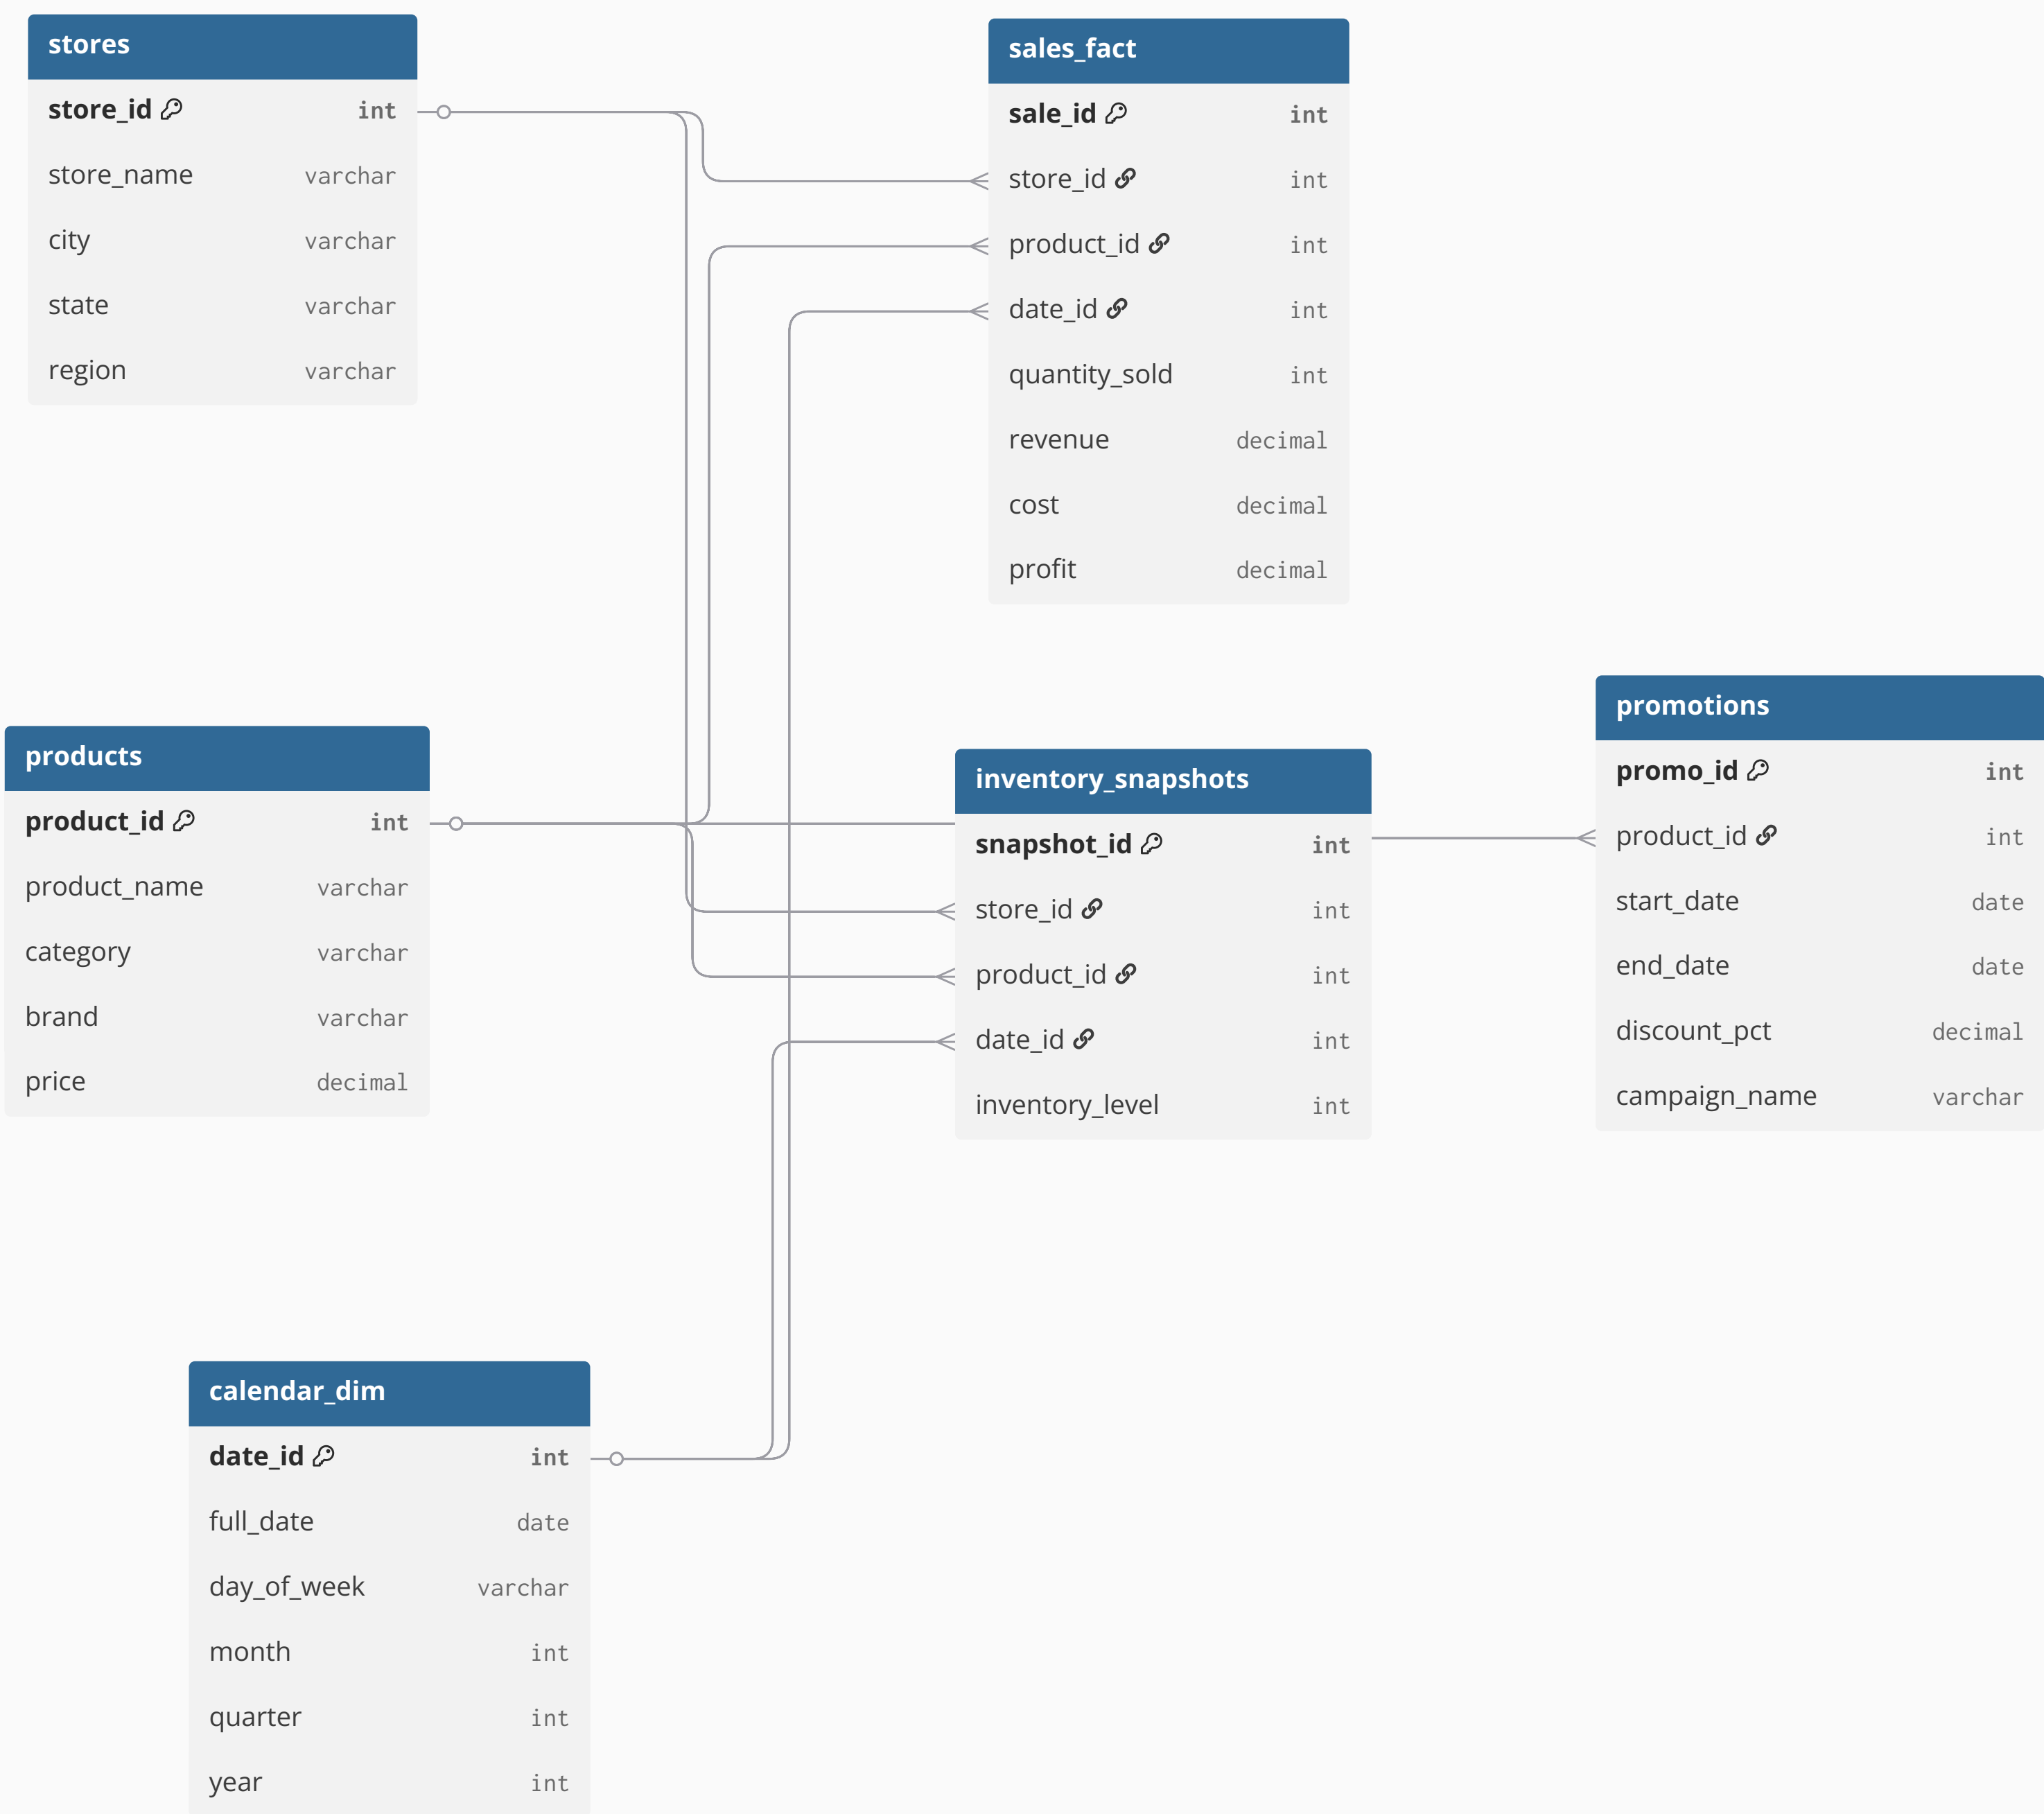 stores
store_id int
store_name varchar
city varchar
state varchar
region varchar
sales_fact
sale_id int
store_id int
product_id int
date_id int
quantity_sold int
revenue decimal
cost decimal
profit decimal
products
product_id int
product_name varchar
category varchar
brand varchar
price decimal
inventory_snapshots
snapshot_id int
store_id int
product_id int
date_id int
inventory_level int
promotions
promo_id int
product_id int
start_date date
end_date date
discount_pct decimal
campaign_name varchar
calendar_dim
date_id int
full_date date
day_of_week varchar
month int
quarter int
year int